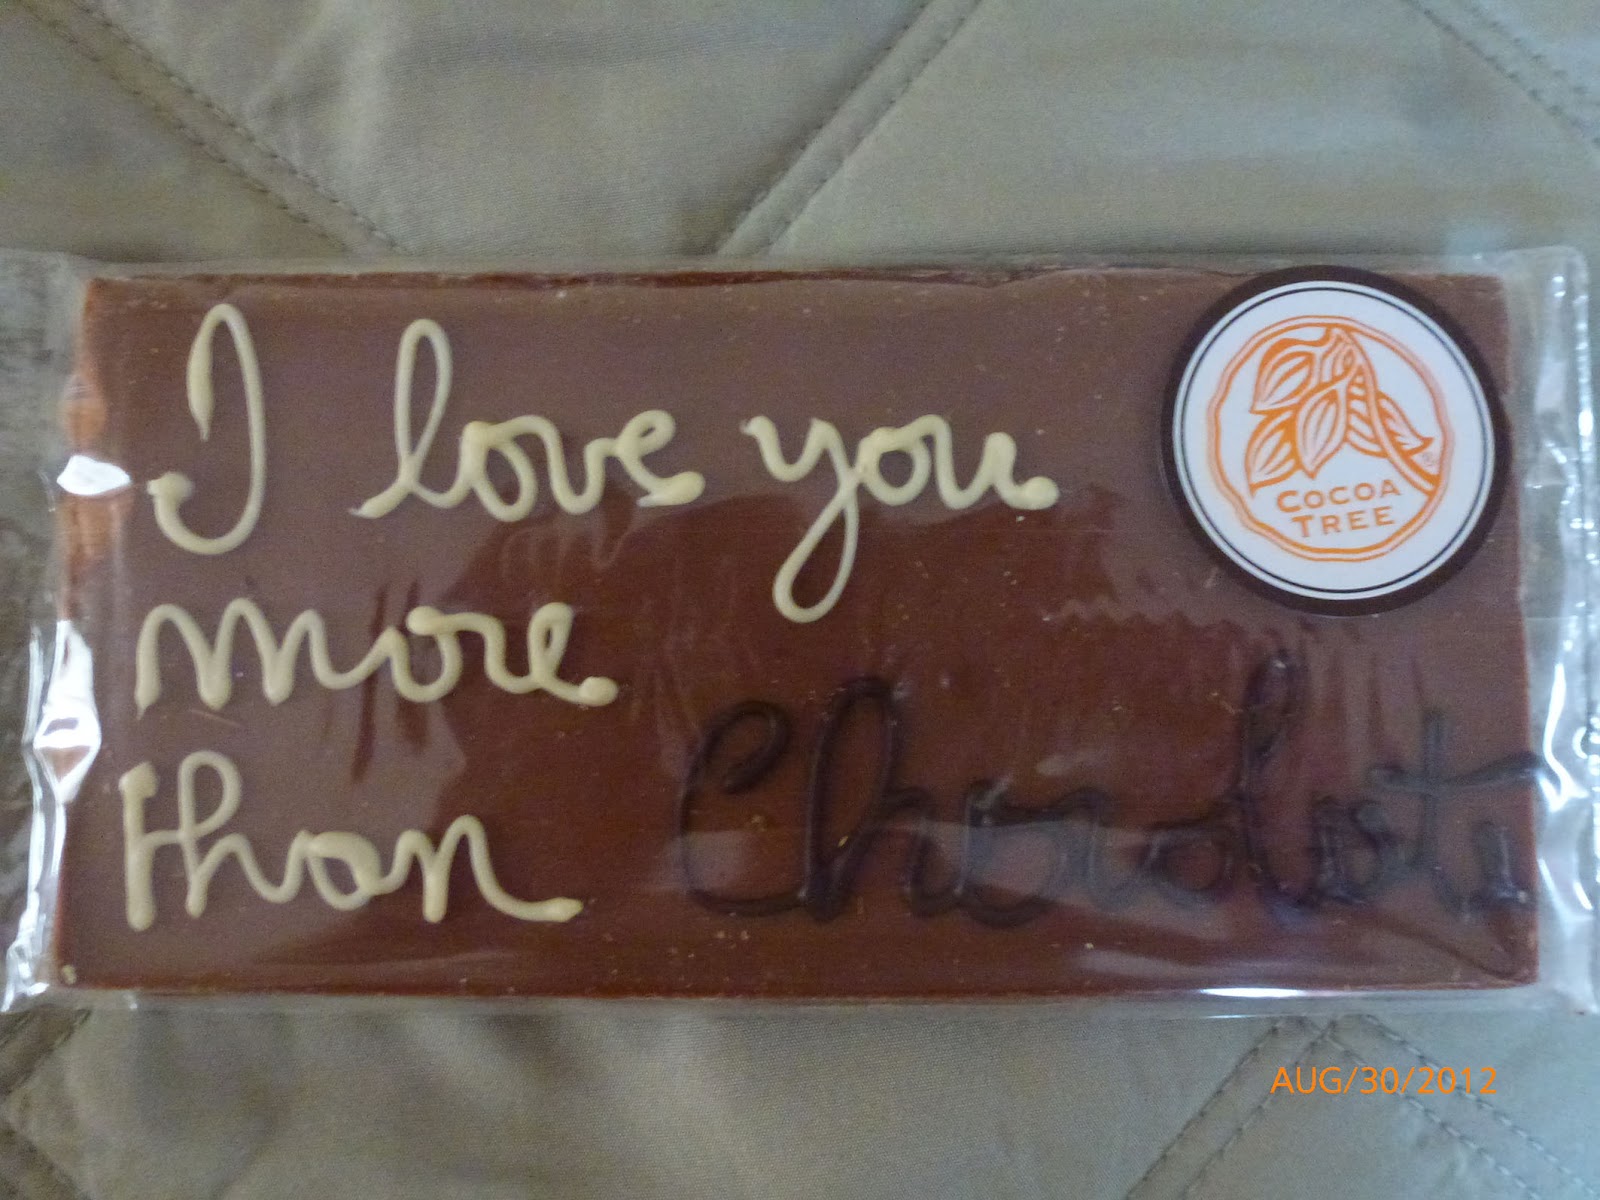 I love you
more
than Chocolate
COCOA
TREE
AUG/30/2012